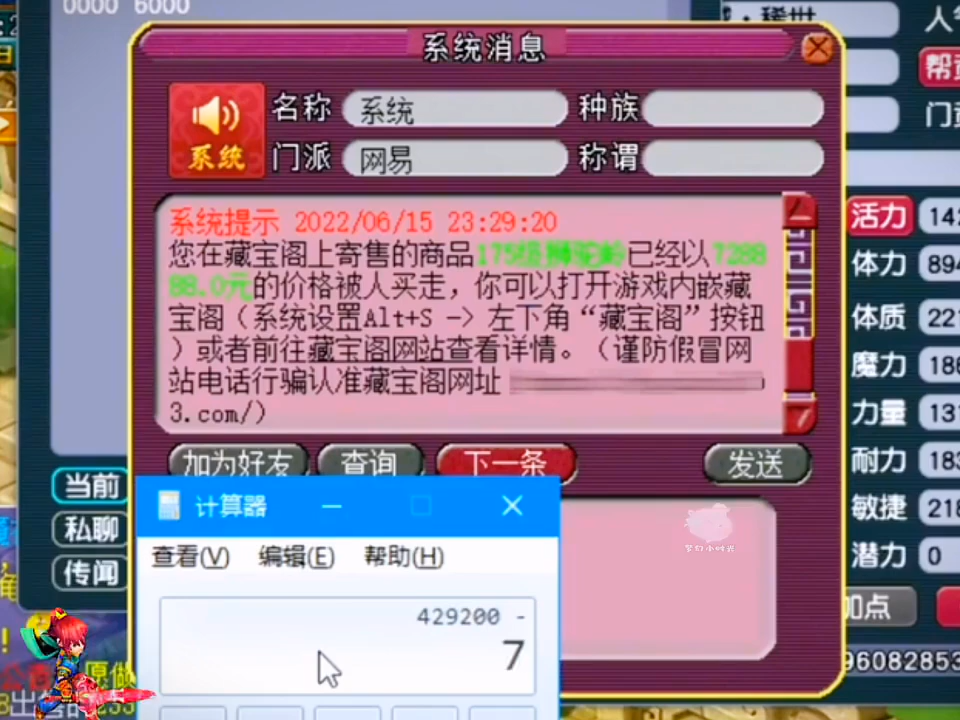 0000 6000
系统消息
系统
名称 系统 种族
门派 网易 称谓
系统提示 2022/06/15 23:29:20
您在藏宝阁上寄售的商品175级狮驼岭已经以7288
88.0元的价格被人买走，你可以打开游戏内嵌藏
宝阁（系统设置Alt+S -> 左下角“藏宝阁”按钮
）或者前往藏宝阁网站查看详情。（谨防假冒网
站电话行骗认准藏宝阁网址
3.com/）
加为好友 查询 下一条 发送
当前
私聊
传闻
计算器
查看(V) 编辑(E) 帮助(H)
429200 -
7
梦幻小时光
活力
体力
体质
魔力
力量
耐力
敏捷
潜力 0
加点